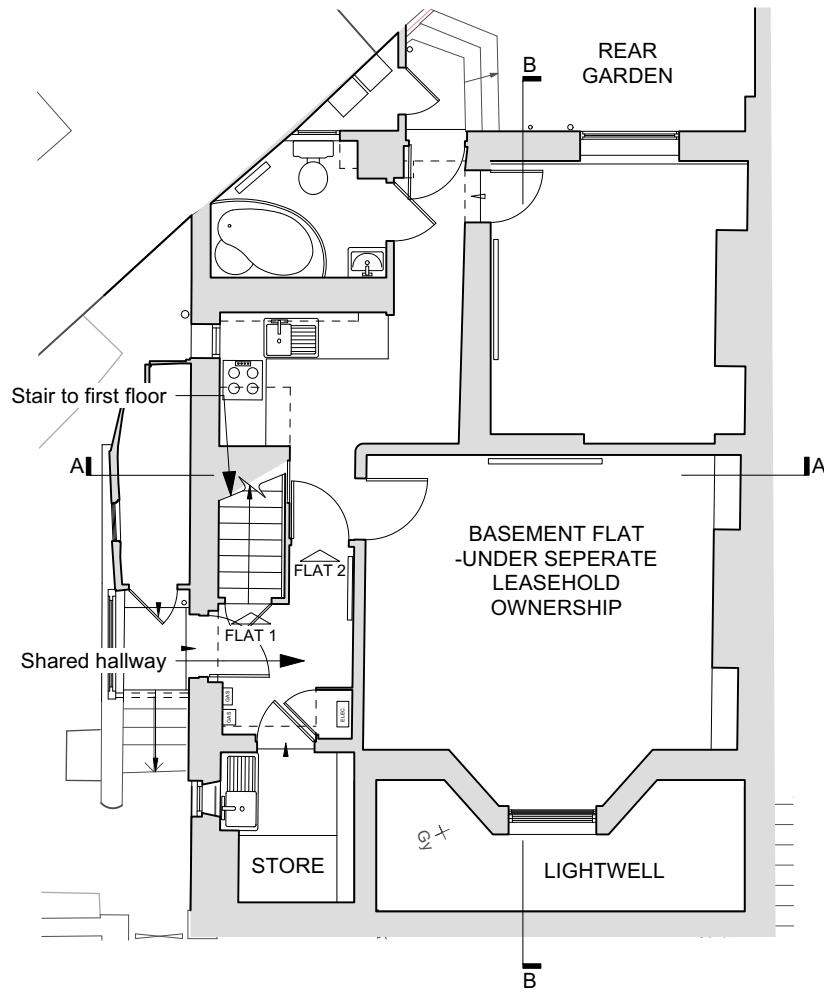 REAR
GARDEN
B
Stair to first floor
A
A
BASEMENT FLAT
-UNDER SEPERATE
LEASEHOLD
OWNERSHIP
FLAT 2
FLAT 1
Shared hallway
GAS
GAS
ELEC.
Gy
STORE
LIGHTWELL
B